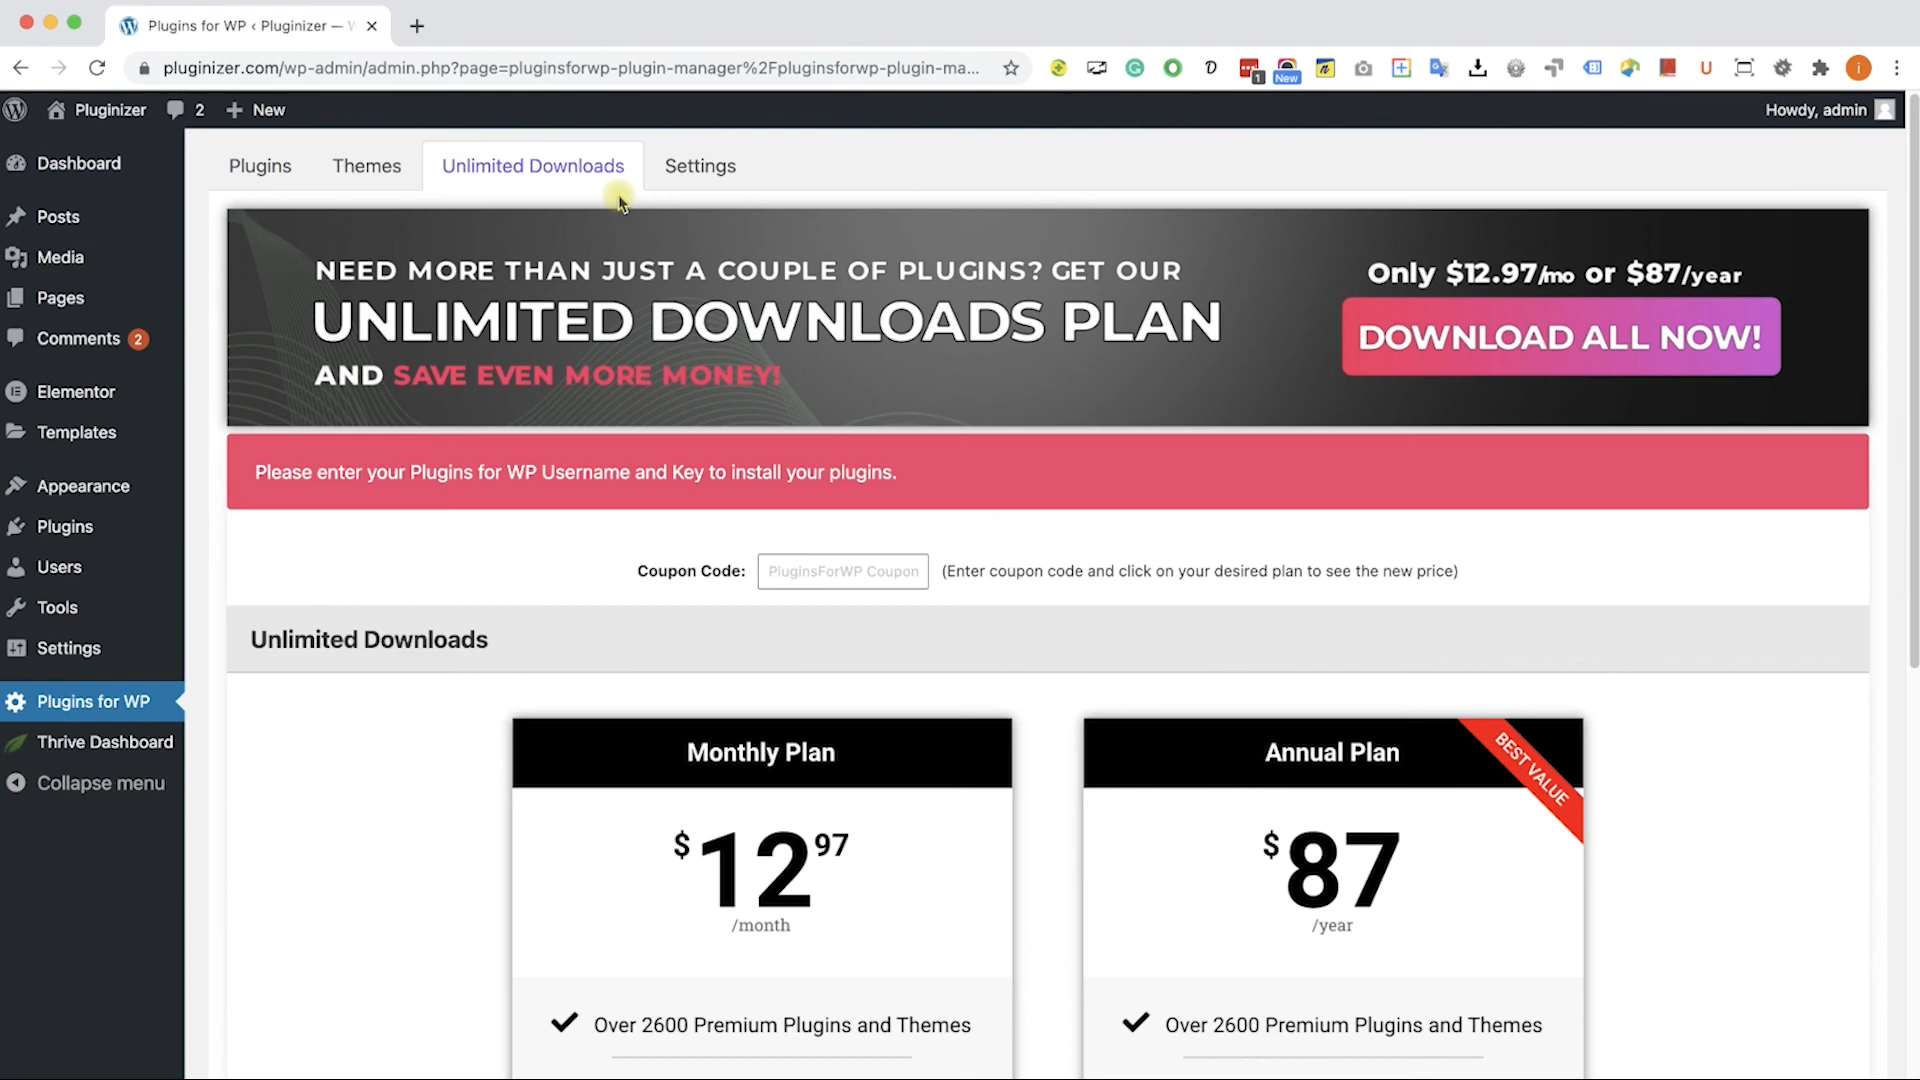 Plugins for WP ‹ Pluginizer —
pluginizer.com/wp-admin/admin.php?page=pluginsforwp-plugin-manager%2Fpluginsforwp-plugin-ma...
1
New
Pluginizer
2
New
Howdy, admin
Dashboard
Posts
Media
Pages
Comments 2
Elementor
Templates
Appearance
Plugins
Users
Tools
Settings
Plugins for WP
Thrive Dashboard
Collapse menu
Plugins
Themes
Unlimited Downloads
Settings
NEED MORE THAN JUST A COUPLE OF PLUGINS? GET OUR
UNLIMITED DOWNLOADS PLAN
AND SAVE EVEN MORE MONEY!
Only $12.97/mo or $87/year
DOWNLOAD ALL NOW!
Please enter your Plugins for WP Username and Key to install your plugins.
Coupon Code: PluginsForWP Coupon (Enter coupon code and click on your desired plan to see the new price)
Unlimited Downloads
Monthly Plan
$12 97
/month
Over 2600 Premium Plugins and Themes
Annual Plan
BEST VALUE
$87
/year
Over 2600 Premium Plugins and Themes